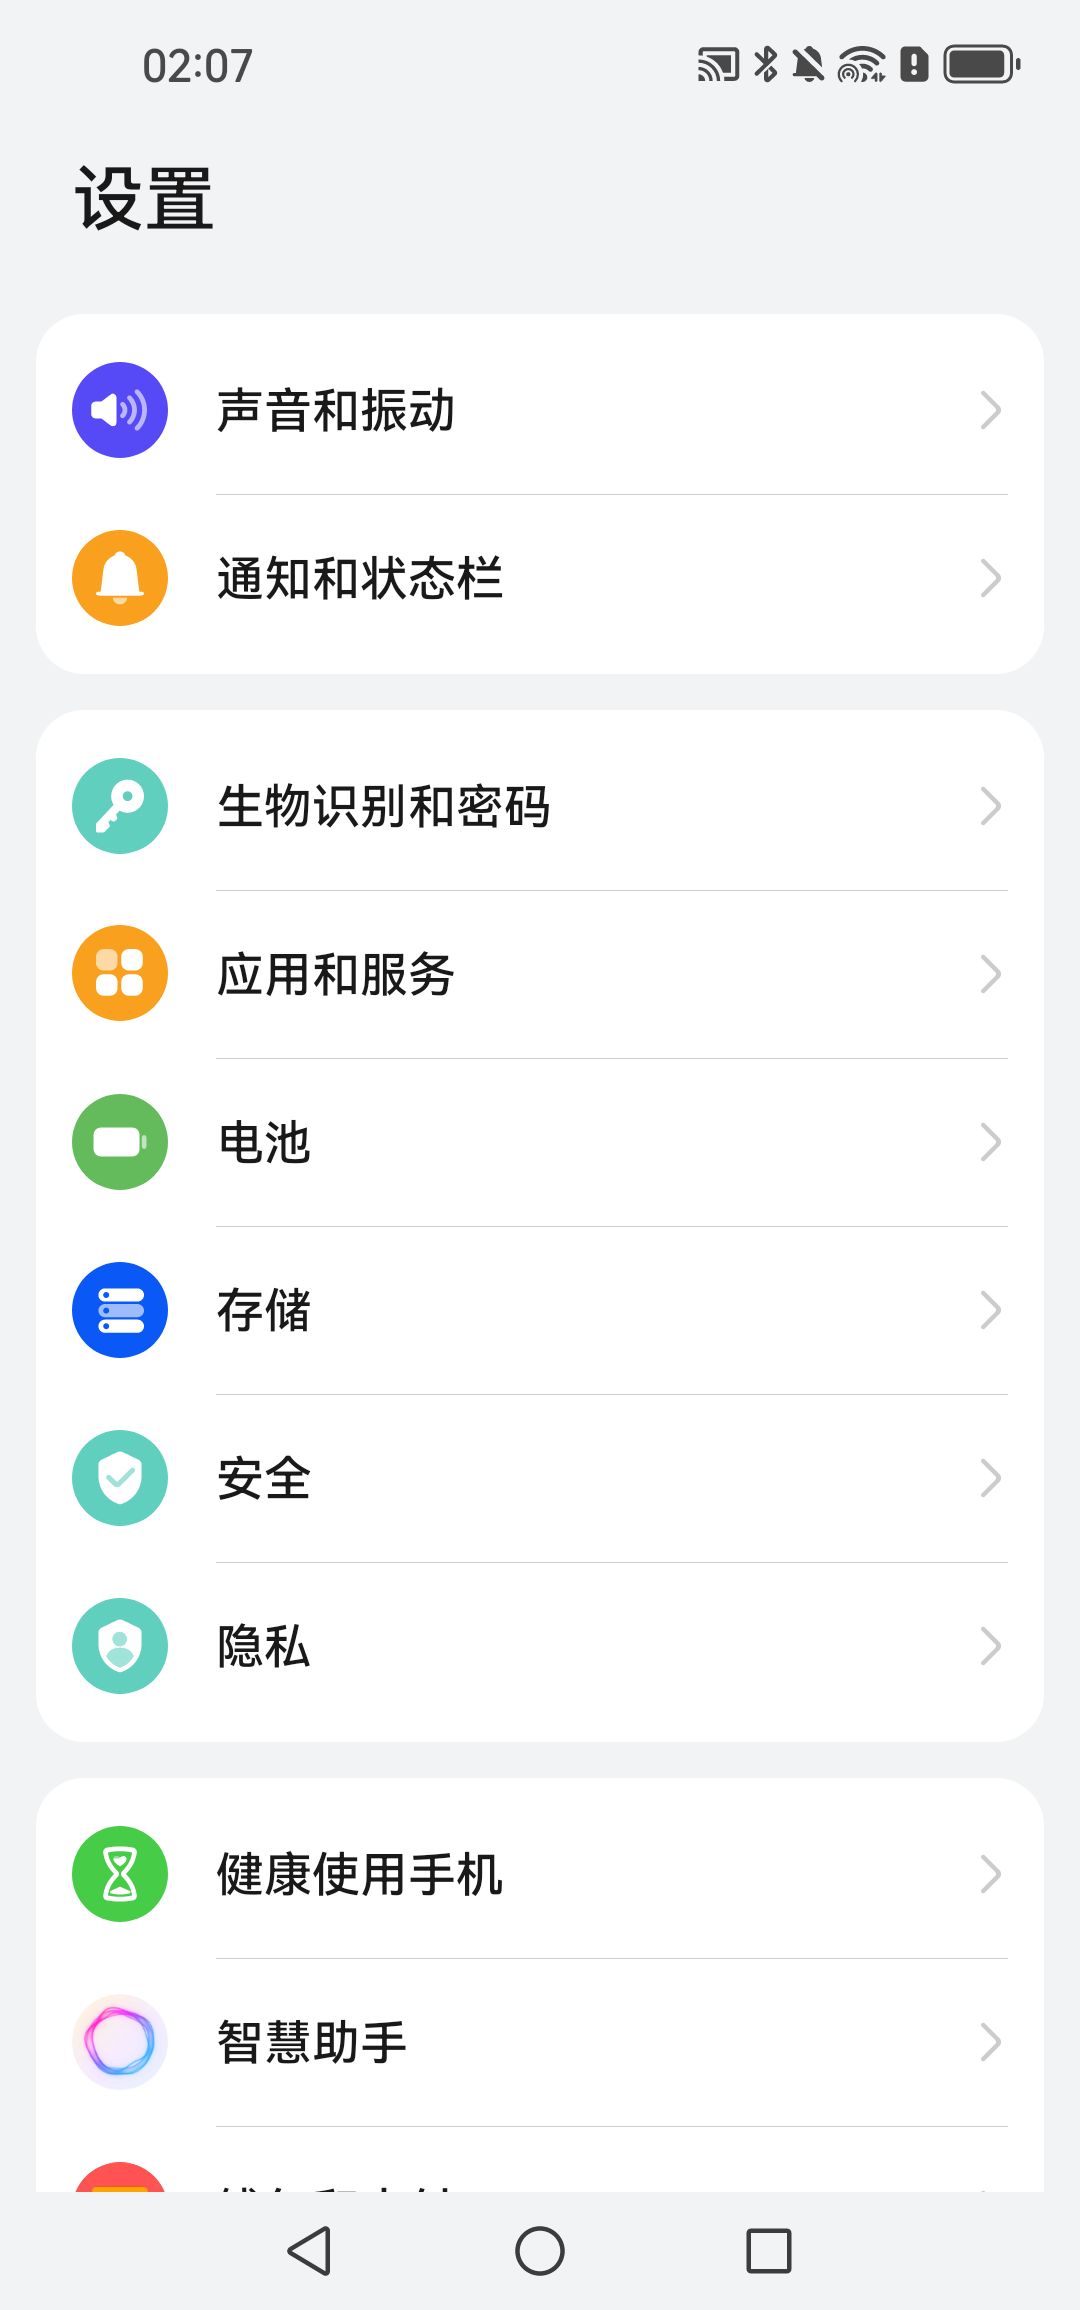 02:07
设置
声音和振动
通知和状态栏
生物识别和密码
应用和服务
电池
存储
安全
隐私
健康使用手机
智慧助手